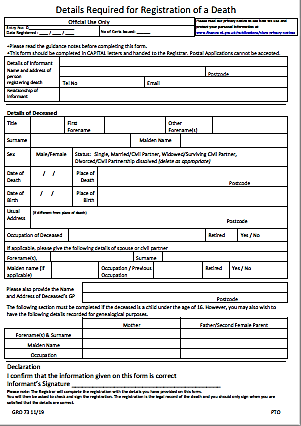 Details Required for Registration of a Death
Official Use Only
Entry No:
Date Registered: ___ / ___ / ___ No of Certs Issued: ______
Please read our privacy notice to see how we use and protect your personal information at
•Please read the guidance notes before completing this form.
•This form should be completed in CAPITAL letters and handed to the Registrar. Postal Applications cannot be accepted.
Details of Informant
Name and address of person registering death
Postcode
Tel No Email
Relationship of Informant
Details of Deceased
Title First Forename Other Forename(s)
Surname Maiden Name
Sex Male/Female Status: Single, Married/Civil Partner, Widowed/Surviving Civil Partner, Divorced/Civil Partnership dissolved (delete as appropriate)
Date of Death / / Place of Death
Postcode
Date of Birth / / Place of Birth
Usual Address (if different from place of death)
Postcode
Occupation of Deceased Retired Yes / No
If applicable, please give the following details of spouse or civil partner
Forename(s), Surname
Maiden name (if applicable) Occupation / Previous Occupation Retired Yes / No
Please also provide the Name and Address of Deceased's GP
Postcode
The following section must be completed if the deceased is a child under the age of 16. However, you may also wish to have the following details recorded for genealogical purposes.
Mother Father/Second Female Parent
Forename(s) & Surname
Maiden Name
Occupation
Declaration
I confirm that the information given on this form is correct
Informant's Signature ______________________________
Please note: The Registrar will complete the registration with the details you have provided on this form.
You will then be asked to check and sign the registration. The registration is the legal record of the death and you should only sign when you are satisfied that the details are correct.
GRO 73 11/19 PTO